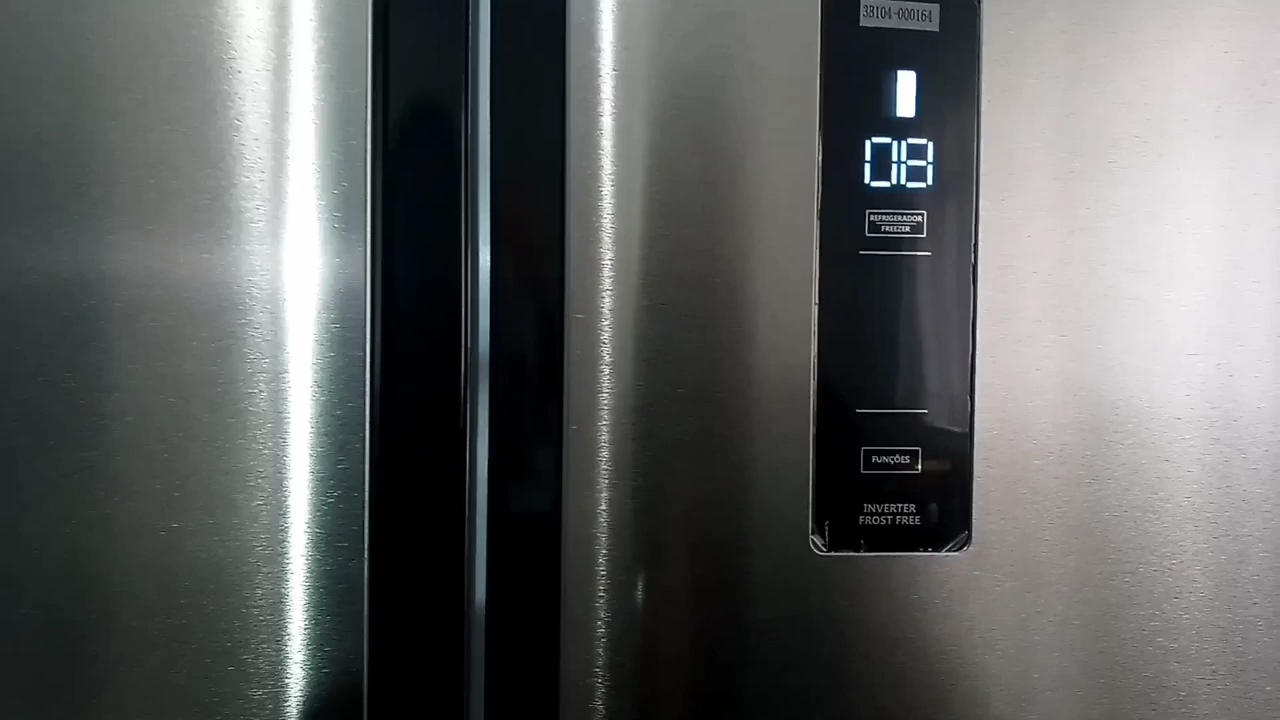 3B104-000164
08
REFRIGERADOR
FREEZER
FUNÇÕES
INVERTER
FROST FREE